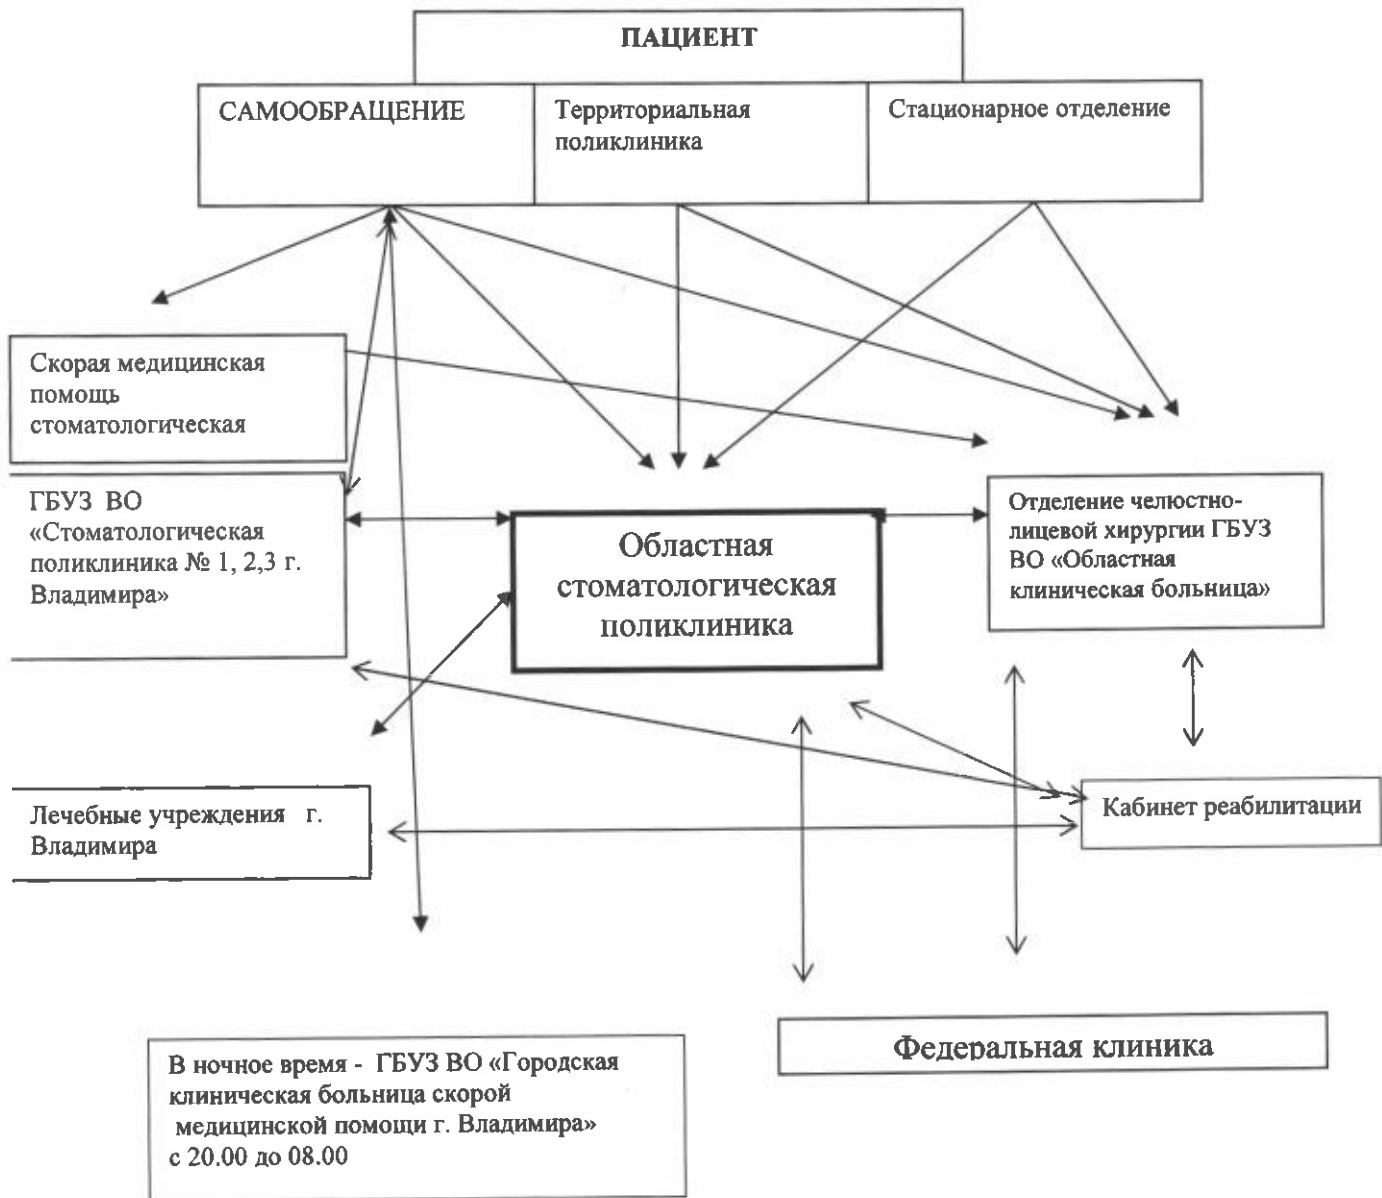 ПАЦИЕНТ
САМООБРАЩЕНИЕ
Территориальная
поликлиника
Стационарное отделение
Скорая медицинская
помощь
стоматологическая
ГБУЗ ВО
«Стоматологическая
поликлиника № 1, 2,3 г.
Владимира»
Областная
стоматологическая
поликлиника
Отделение челюстно-
лицевой хирургии ГБУЗ
ВО «Областная
клиническая больница»
Лечебные учреждения г.
Владимира
Кабинет реабилитации
В ночное время - ГБУЗ ВО «Городская
клиническая больница скорой
медицинской помощи г. Владимира»
с 20.00 до 08.00
Федеральная клиника